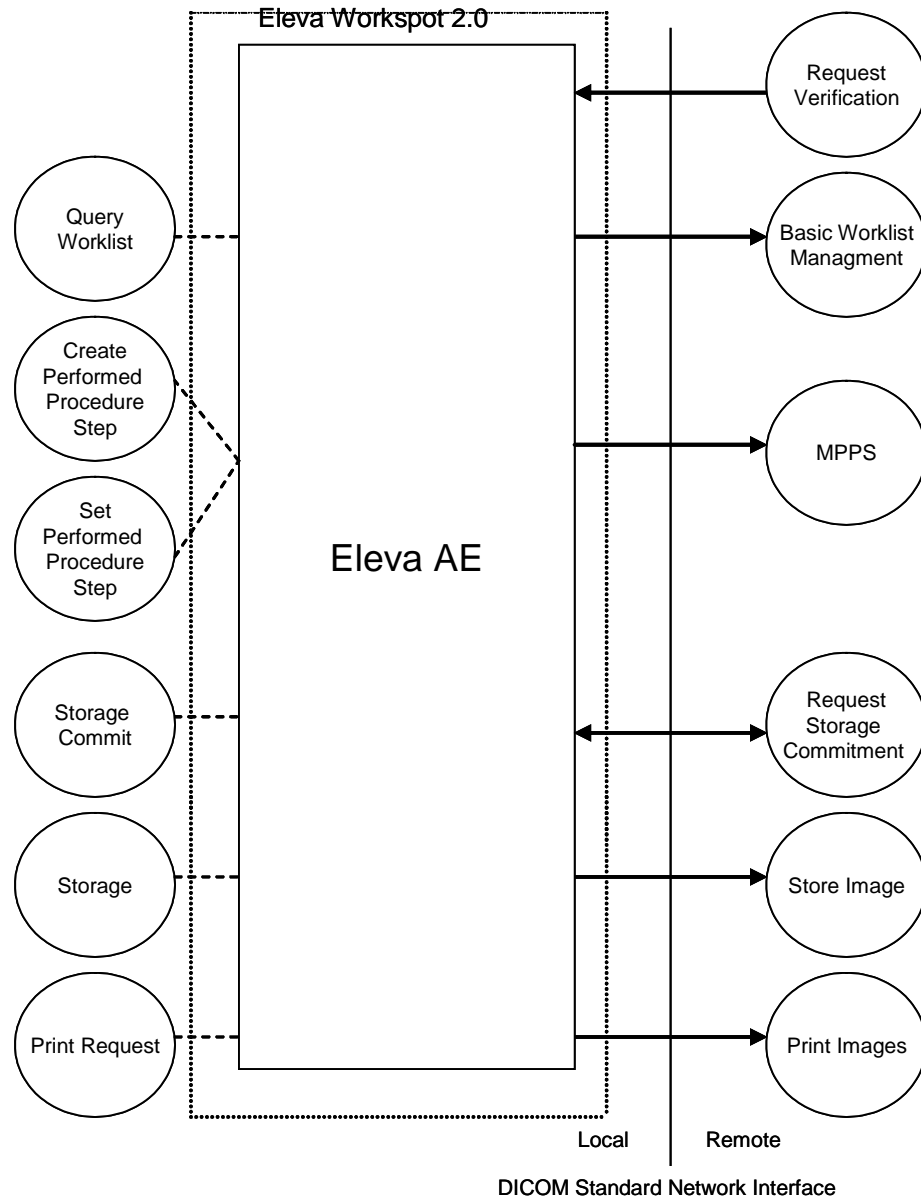 Eleva Workspot 2.0
Request
Verification
Query
Worklist
Basic Worklist
Managment
Create
Performed
Procedure
Step
MPPS
Set
Performed
Procedure
Step
Eleva AE
Storage
Commit
Request
Storage
Commitment
Storage
Store Image
Print Request
Print Images
Local
Remote
DICOM Standard Network Interface